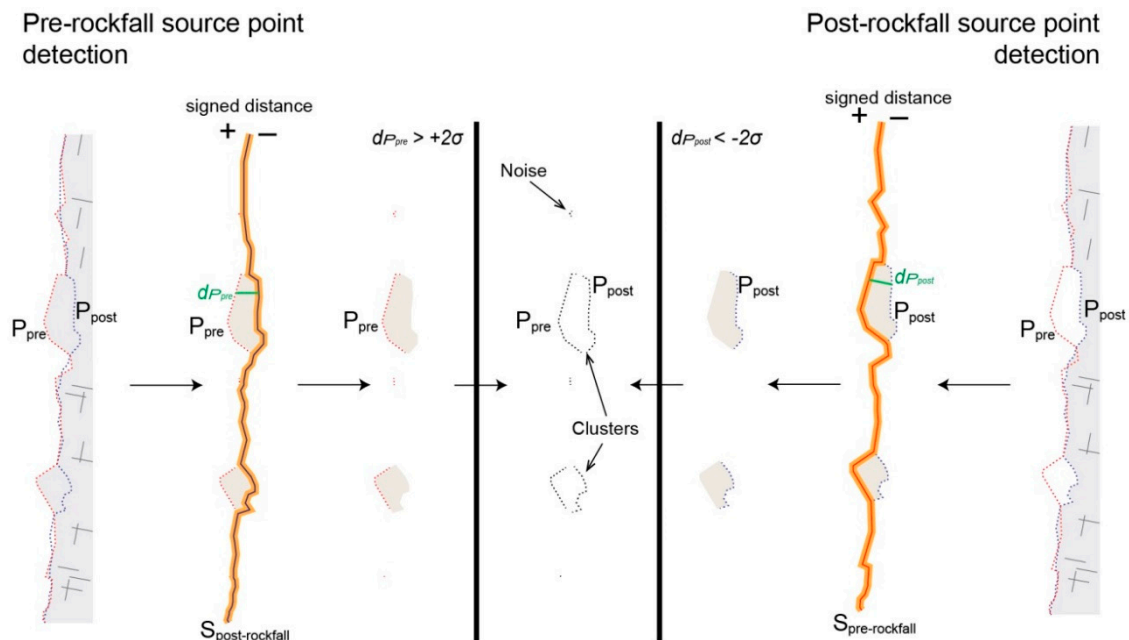 Pre-rockfall source point
detection
Post-rockfall source point
detection
signed distance
+ −
dPpre > +2σ
dPpost < -2σ
signed distance
+ −
Noise
dPpre
dPpost
Ppre
Ppost
Ppre
Ppre
Ppre
Ppost
Ppost
Ppost
Ppre
Ppost
Clusters
Spost-rockfall
Spre-rockfall